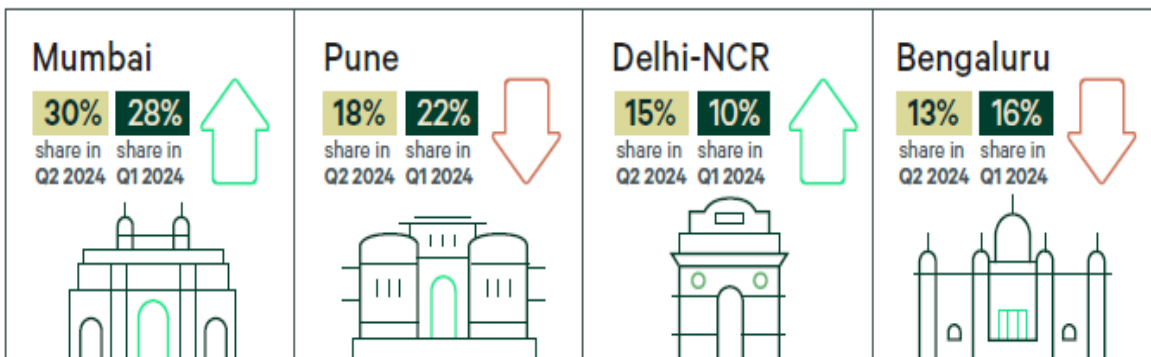 Mumbai
30% 28%
share in share in
Q2 2024 Q1 2024
Pune
18% 22%
share in share in
Q2 2024 Q1 2024
Delhi-NCR
15% 10%
share in share in
Q2 2024 Q1 2024
Bengaluru
13% 16%
share in share in
Q2 2024 Q1 2024